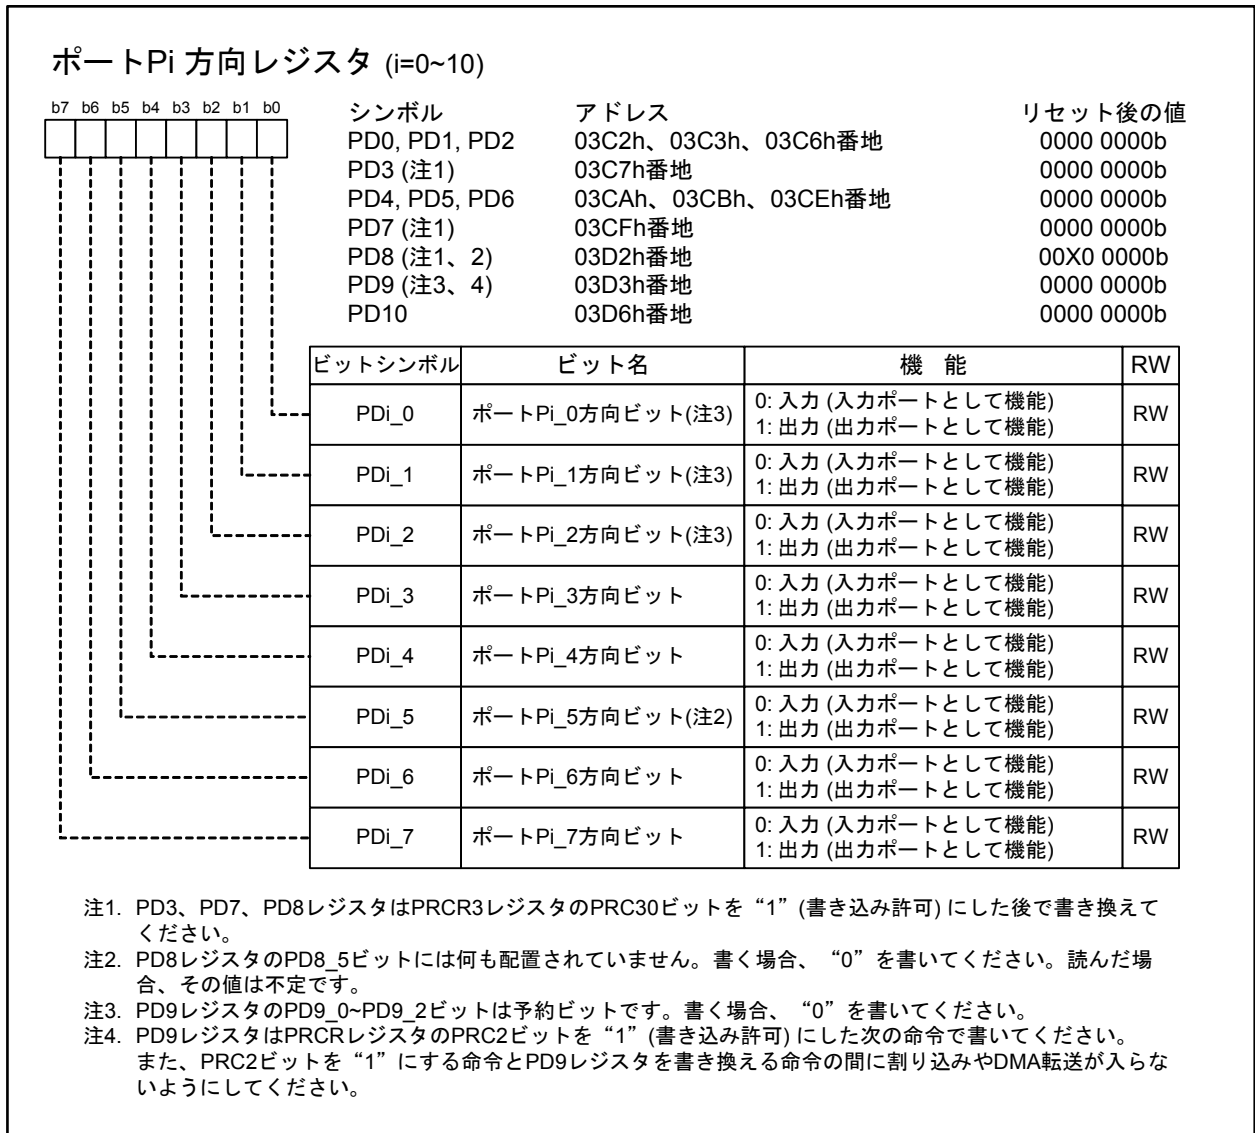 ポートPi 方向レジスタ (i=0~10)
b7 b6 b5 b4 b3 b2 b1 b0
シンボル アドレス リセット後の値
PD0, PD1, PD2 03C2h、03C3h、03C6h番地 0000 0000b
PD3 (注1) 03C7h番地 0000 0000b
PD4, PD5, PD6 03CAh、03CBh、03CEh番地 0000 0000b
PD7 (注1) 03CFh番地 0000 0000b
PD8 (注1、2) 03D2h番地 00X0 0000b
PD9 (注3、4) 03D3h番地 0000 0000b
PD10 03D6h番地 0000 0000b
ビットシンボル ビット名 機 能 RW
PDi_0 ポートPi_0方向ビット(注3) 0: 入力 (入力ポートとして機能) RW
1: 出力 (出力ポートとして機能)
PDi_1 ポートPi_1方向ビット(注3) 0: 入力 (入力ポートとして機能) RW
1: 出力 (出力ポートとして機能)
PDi_2 ポートPi_2方向ビット(注3) 0: 入力 (入力ポートとして機能) RW
1: 出力 (出力ポートとして機能)
PDi_3 ポートPi_3方向ビット 0: 入力 (入力ポートとして機能) RW
1: 出力 (出力ポートとして機能)
PDi_4 ポートPi_4方向ビット 0: 入力 (入力ポートとして機能) RW
1: 出力 (出力ポートとして機能)
PDi_5 ポートPi_5方向ビット(注2) 0: 入力 (入力ポートとして機能) RW
1: 出力 (出力ポートとして機能)
PDi_6 ポートPi_6方向ビット 0: 入力 (入力ポートとして機能) RW
1: 出力 (出力ポートとして機能)
PDi_7 ポートPi_7方向ビット 0: 入力 (入力ポートとして機能) RW
1: 出力 (出力ポートとして機能)
注1. PD3、PD7、PD8レジスタはPRCR3レジスタのPRC30ビットを“1”(書き込み許可) にした後で書き換えて
ください。
注2. PD8レジスタのPD8_5ビットには何も配置されていません。書く場合、“0”を書いてください。読んだ場
合、その値は不定です。
注3. PD9レジスタのPD9_0~PD9_2ビットは予約ビットです。書く場合、“0”を書いてください。
注4. PD9レジスタはPRCRレジスタのPRC2ビットを“1”(書き込み許可) にした次の命令で書いてください。
また、PRC2ビットを“1”にする命令とPD9レジスタを書き換える命令の間に割り込みやDMA転送が入らな
いようにしてください。